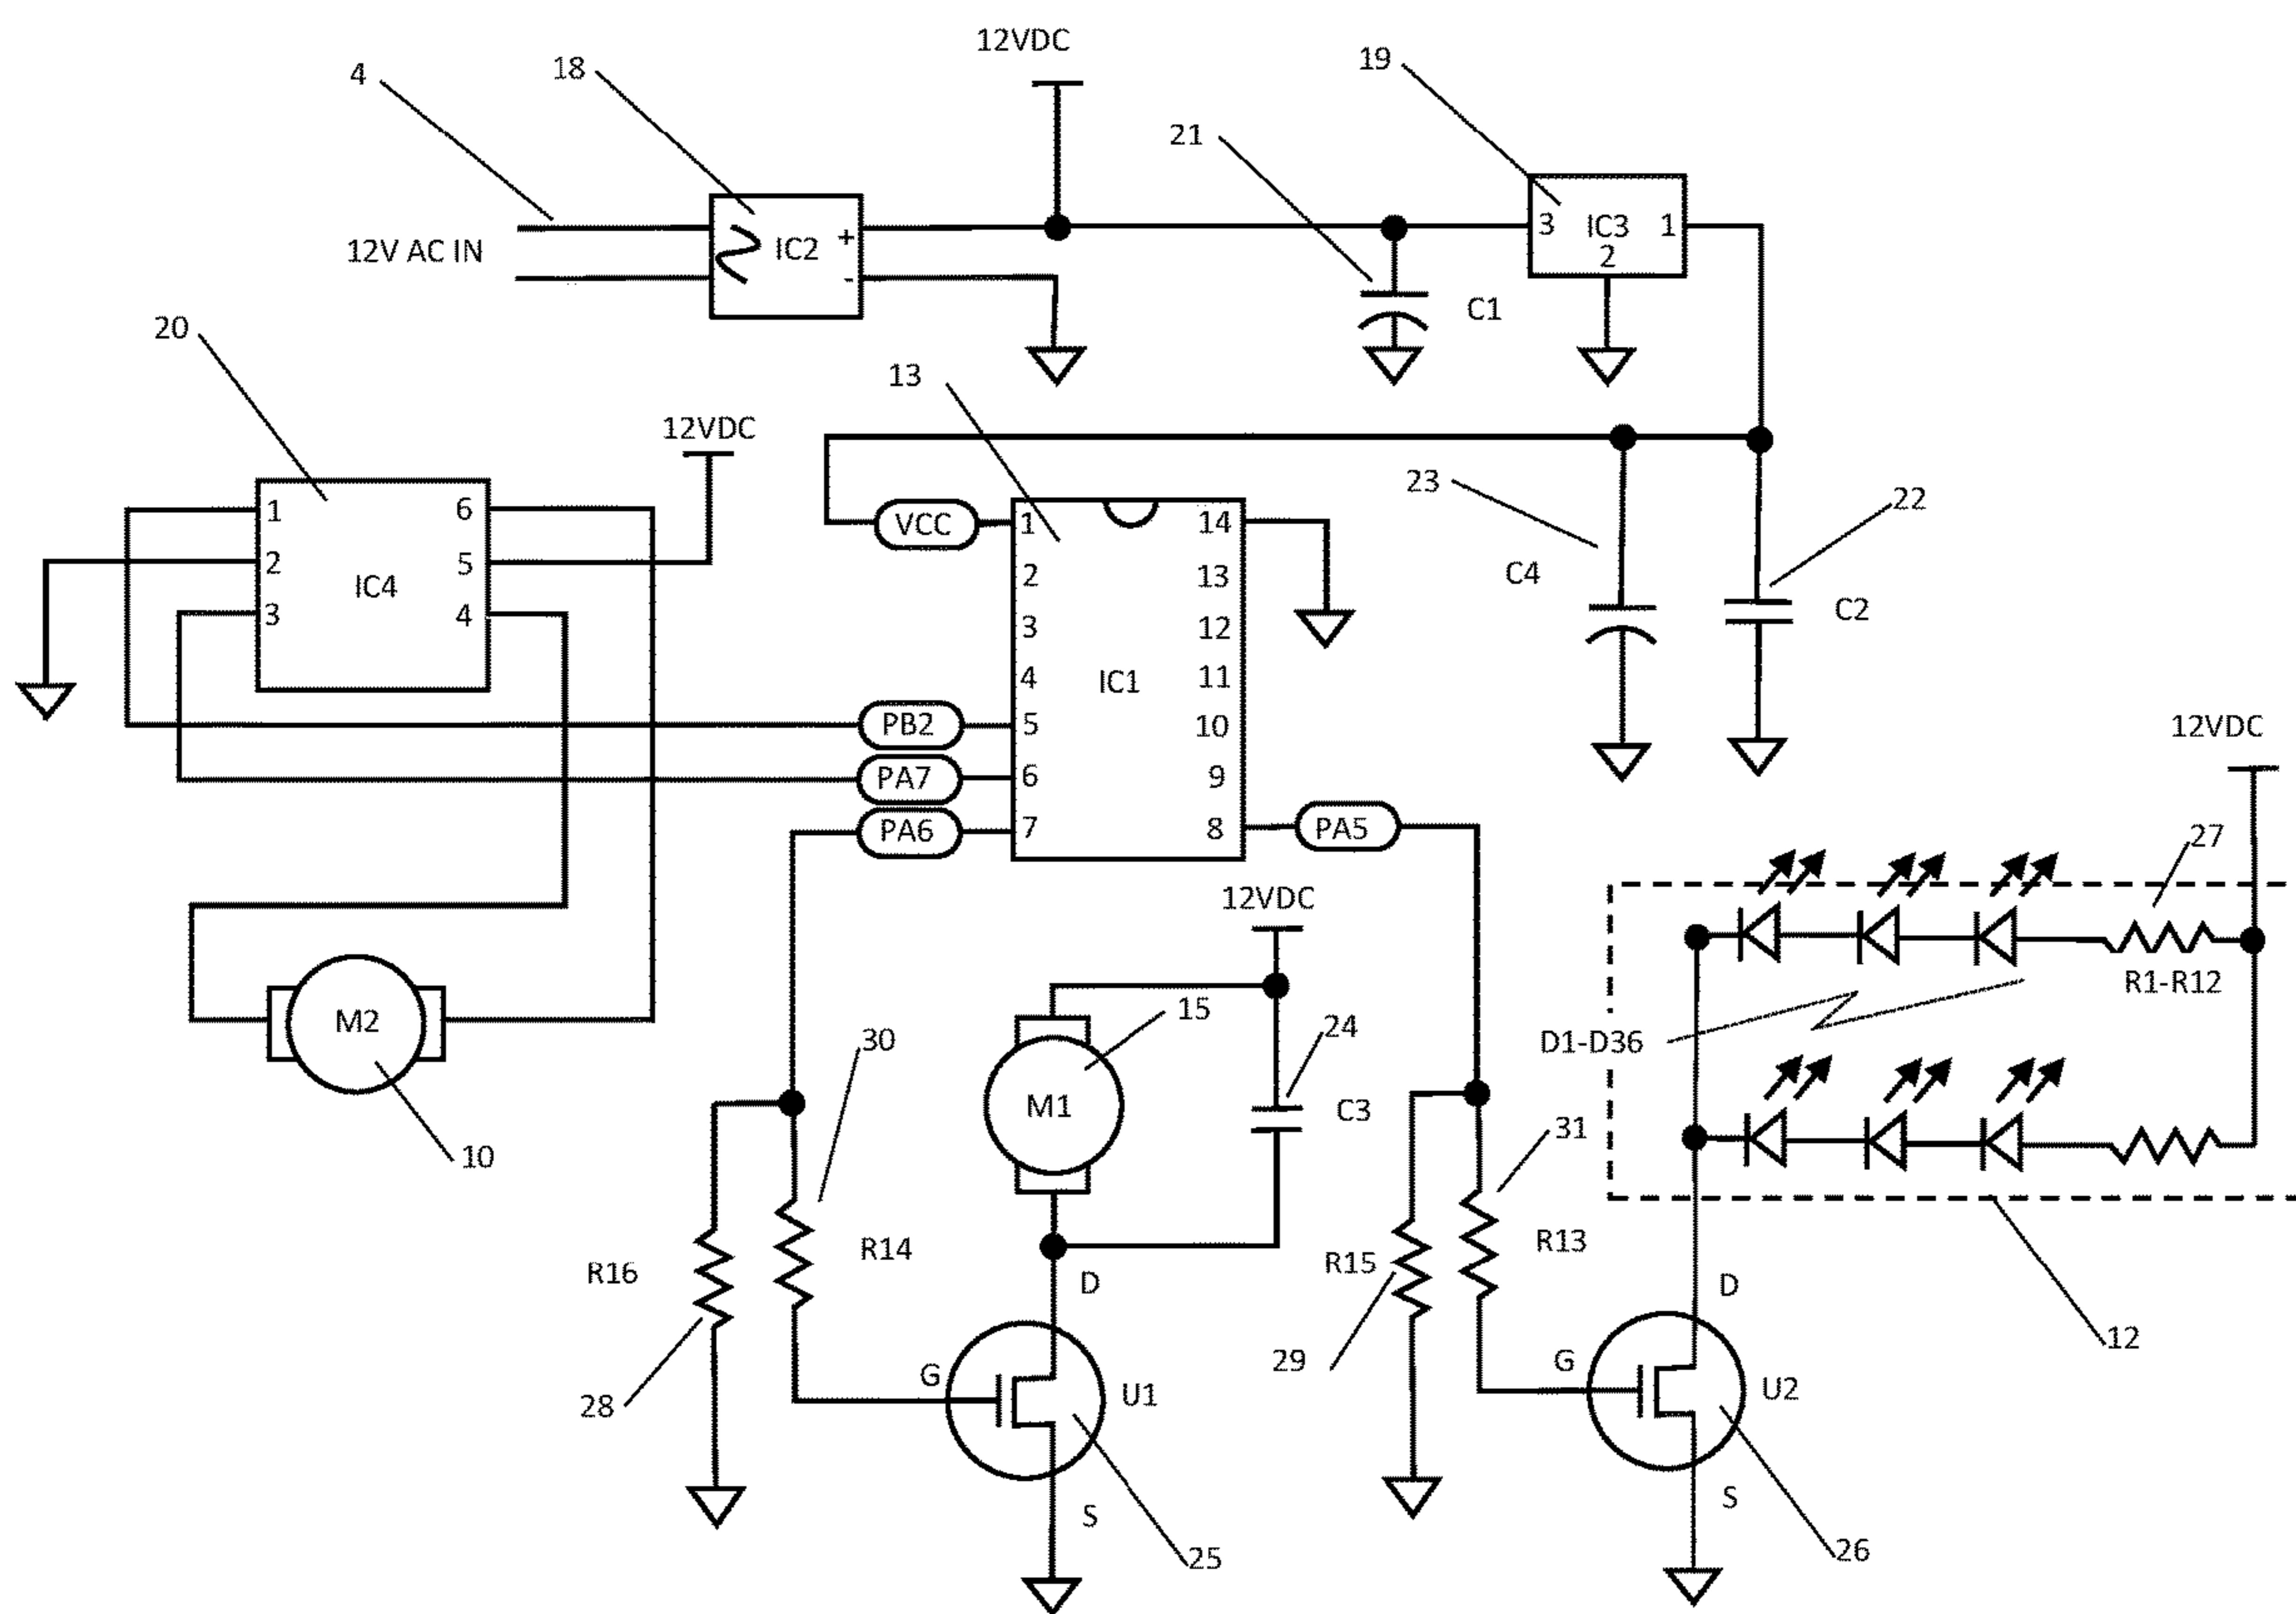 12VDC
4
18
19
21
12V AC IN
IC2
+
-
3
IC3
1
2
C1
20
13
12VDC
1
2
3
IC4
6
5
4
VCC
PB2
PA7
PA6
1
2
3
4
5
6
7
IC1
14
13
12
11
10
9
8
PA5
23
22
C4
C2
12VDC
27
R1-R12
D1-D36
12
12VDC
15
24
M1
C3
M2
10
30
31
R16
R14
28
R15
R13
29
D
G
U1
S
25
D
G
U2
S
26